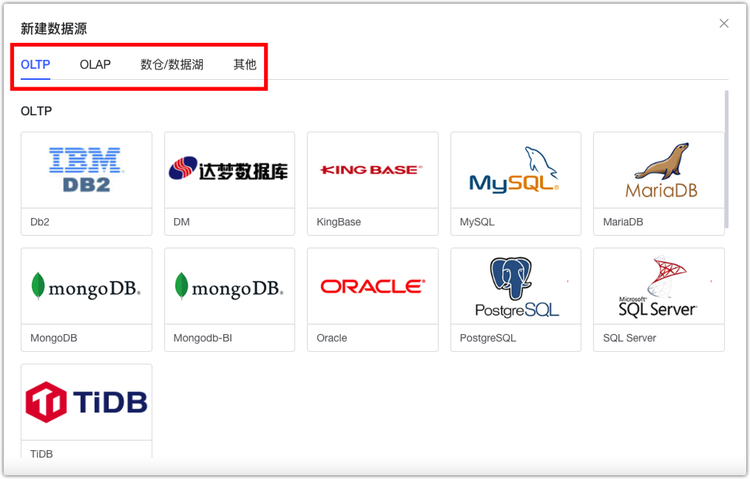 新建数据源
OLTP OLAP 数仓/数据湖 其他
OLTP
IBM
DB2
达梦数据库
KINGBASE
MySQL
MariaDB
Db2 DM KingBase MySQL MariaDB
mongoDB
mongoDB
ORACLE
PostgreSQL
Microsoft
SQL Server
MongoDB Mongodb-BI Oracle PostgreSQL SQL Server
TiDB
TiDB